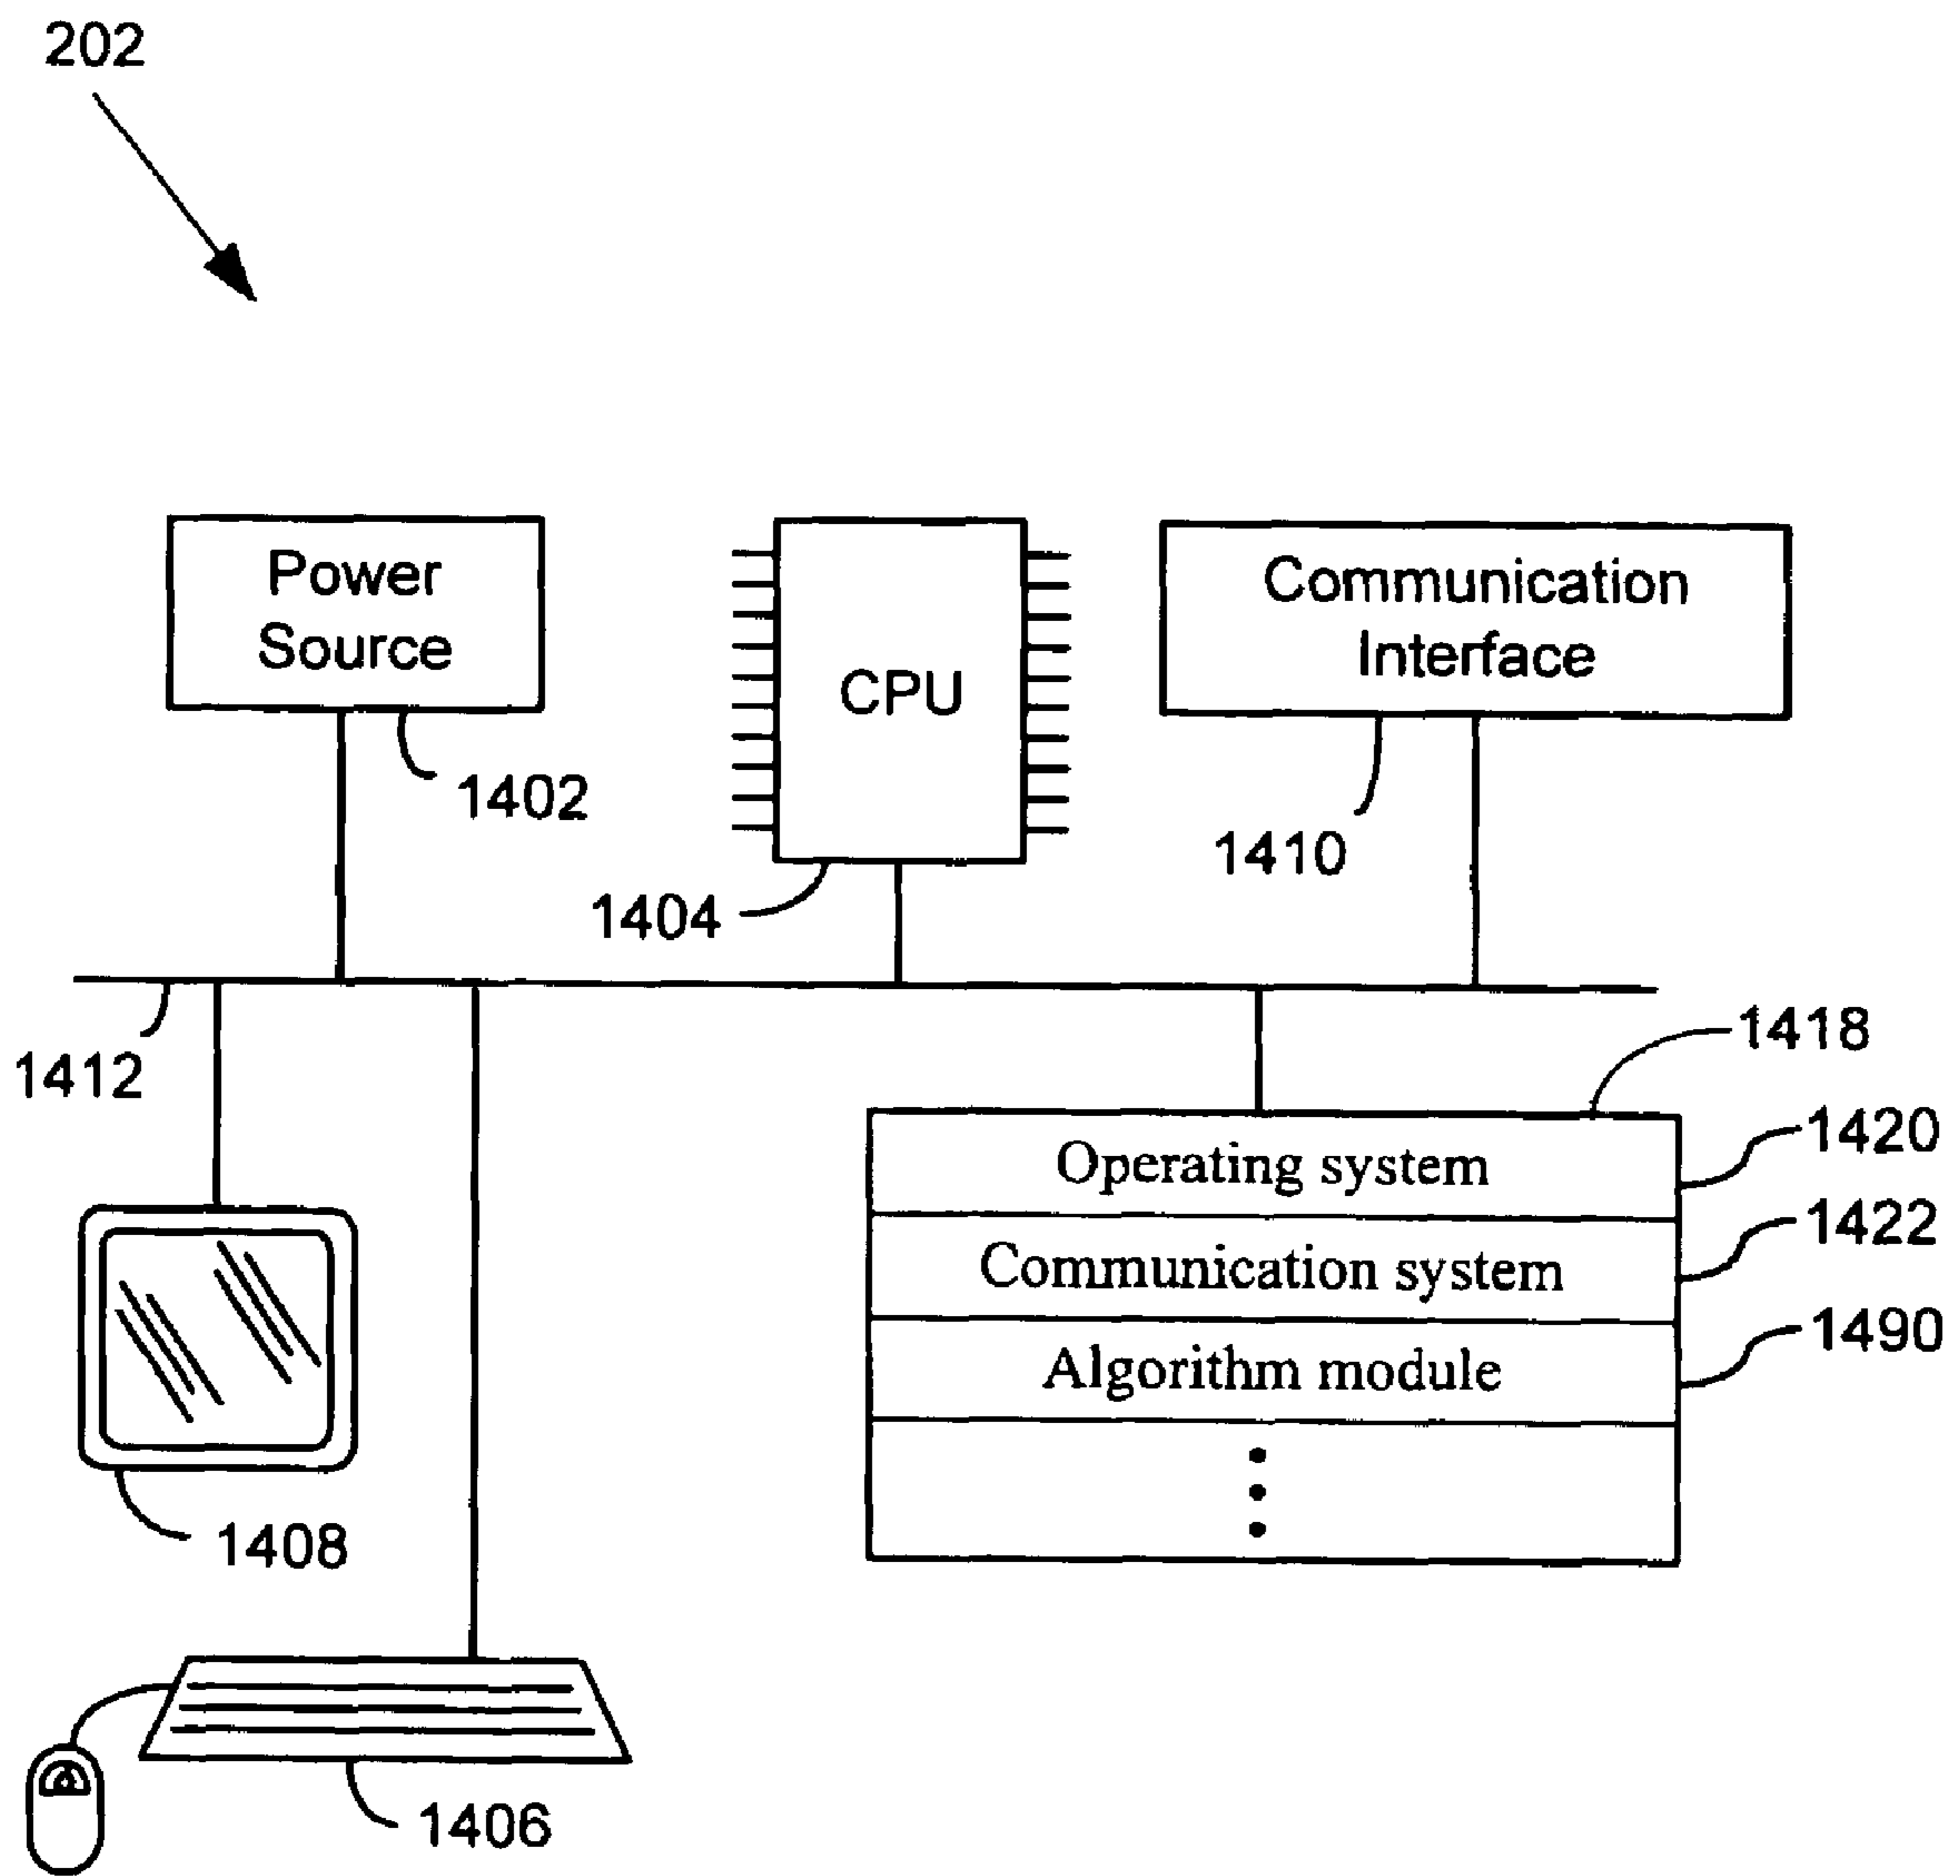 202
Power
Source
1402
CPU
1404
Communication
Interface
1410
1412
1418
Operating system
1420
Communication system
1422
Algorithm module
1490
1408
1406